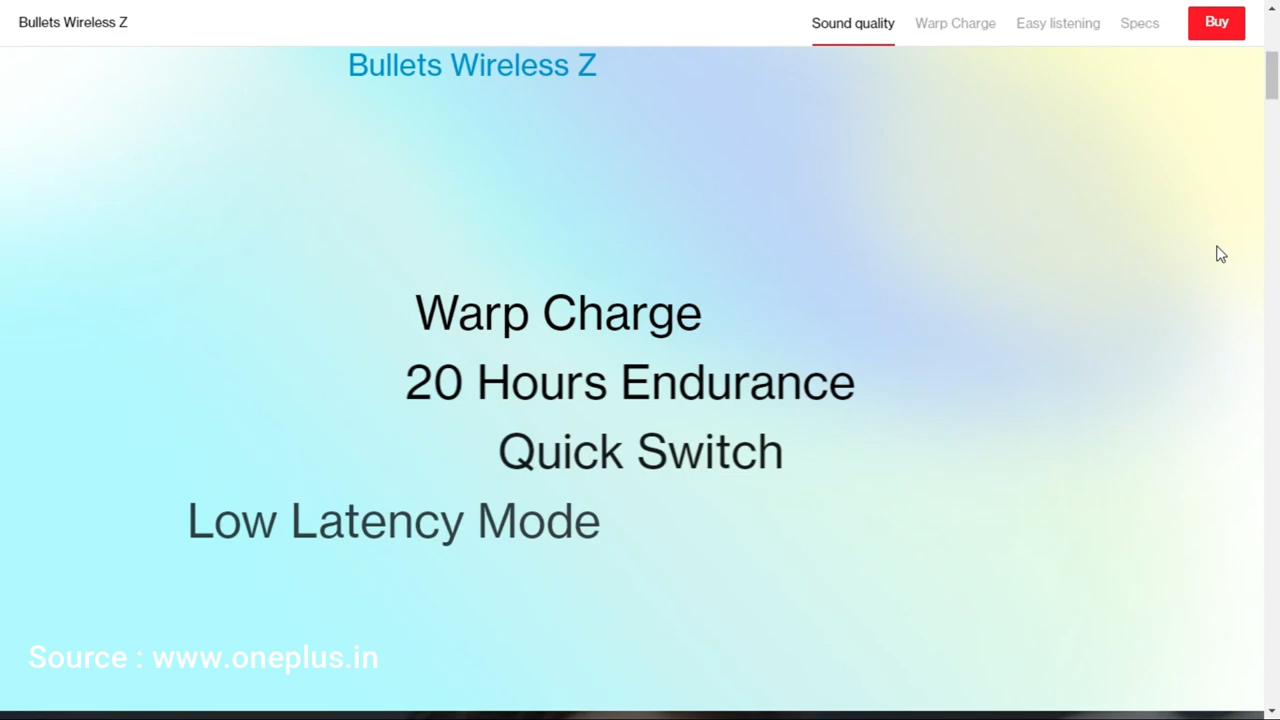 Bullets Wireless Z
Sound quality Warp Charge Easy listening Specs Buy
Bullets Wireless Z
Warp Charge
20 Hours Endurance
Quick Switch
Low Latency Mode
Source : www.oneplus.in